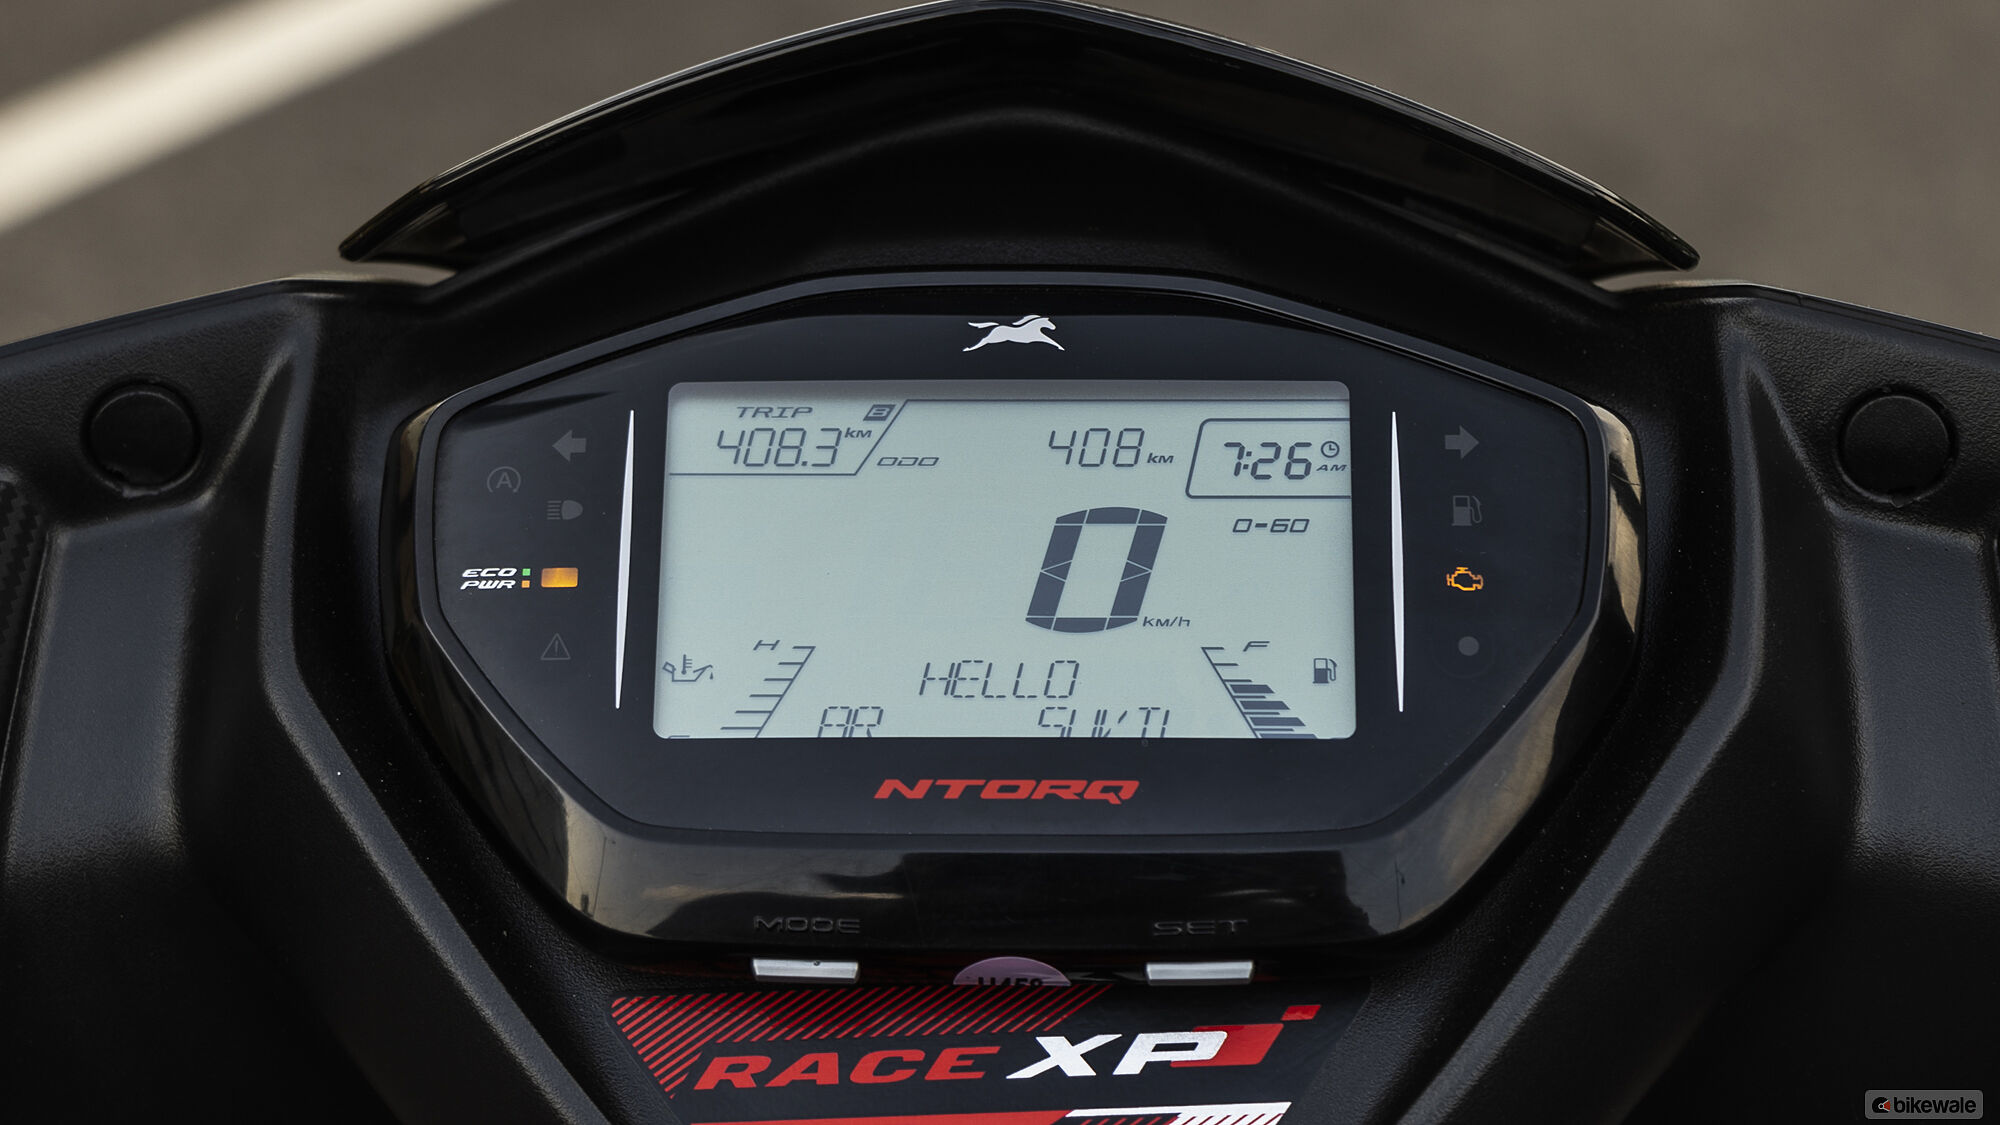 TRIP B
408.3 km
ODO 408 km
7:26 AM
0-60
A
ECO
PWR
0 km/h
H
F
HELLO
NTORQ
MODE
SET
RACE XP
bikewale